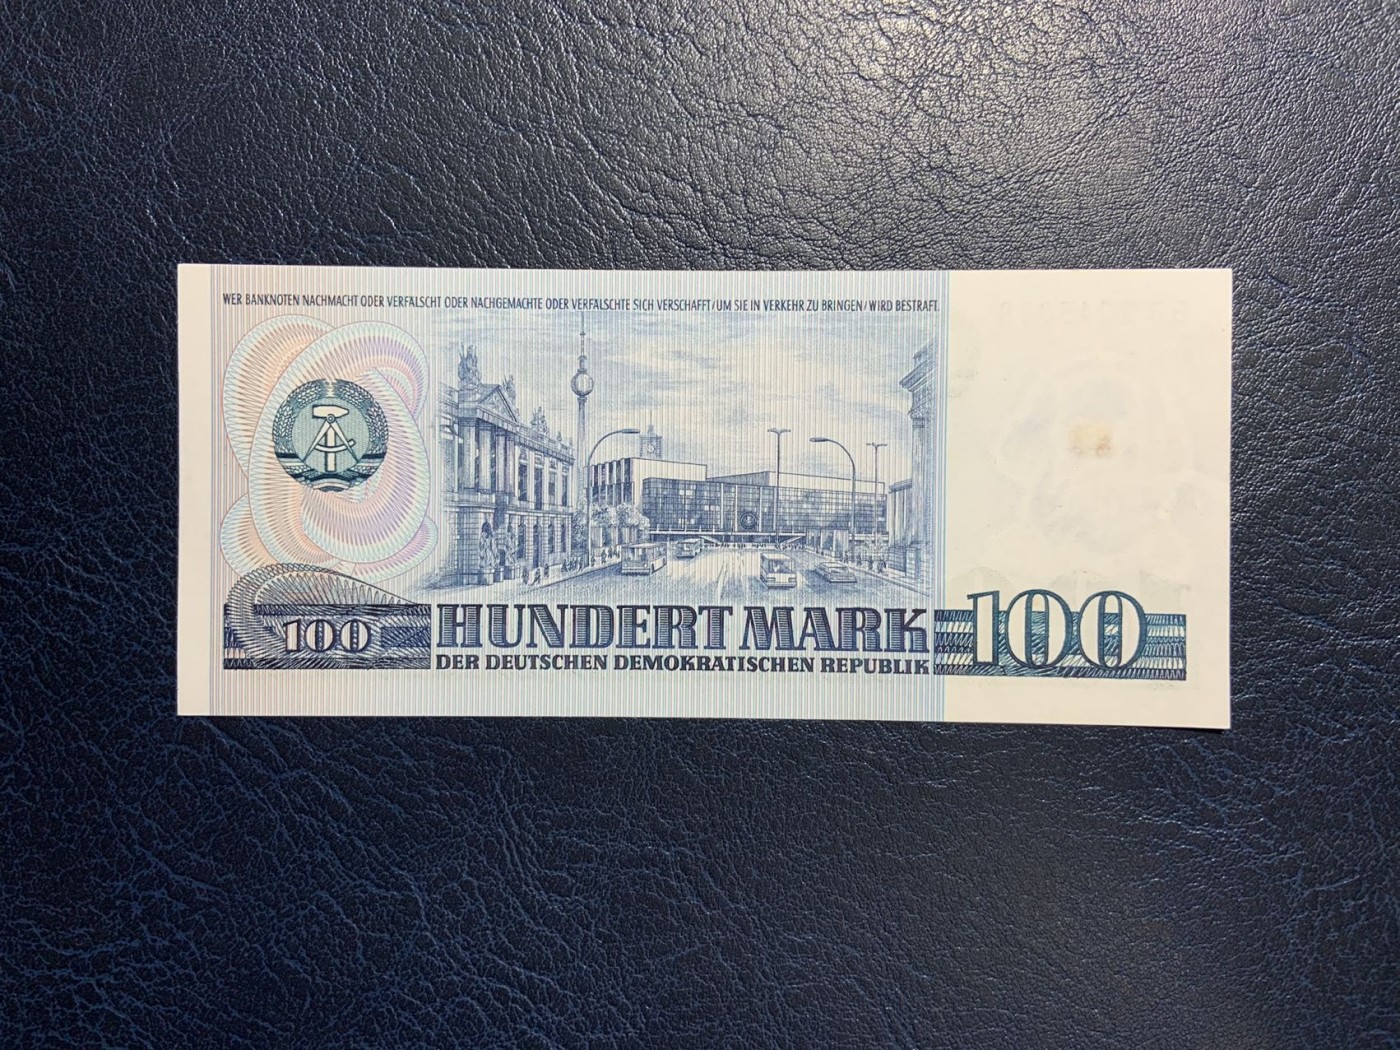 WER BANKNOTEN NACHMACHT ODER VERFÄLSCHT ODER NACHGEMACHTE ODER VERFÄLSCHTE SICH VERSCHAFFT/UM SIE IN VERKEHR ZU BRINGEN/WIRD BESTRAFT.
100
HUNDERT MARK
DER DEUTSCHEN DEMOKRATISCHEN REPUBLIK
100